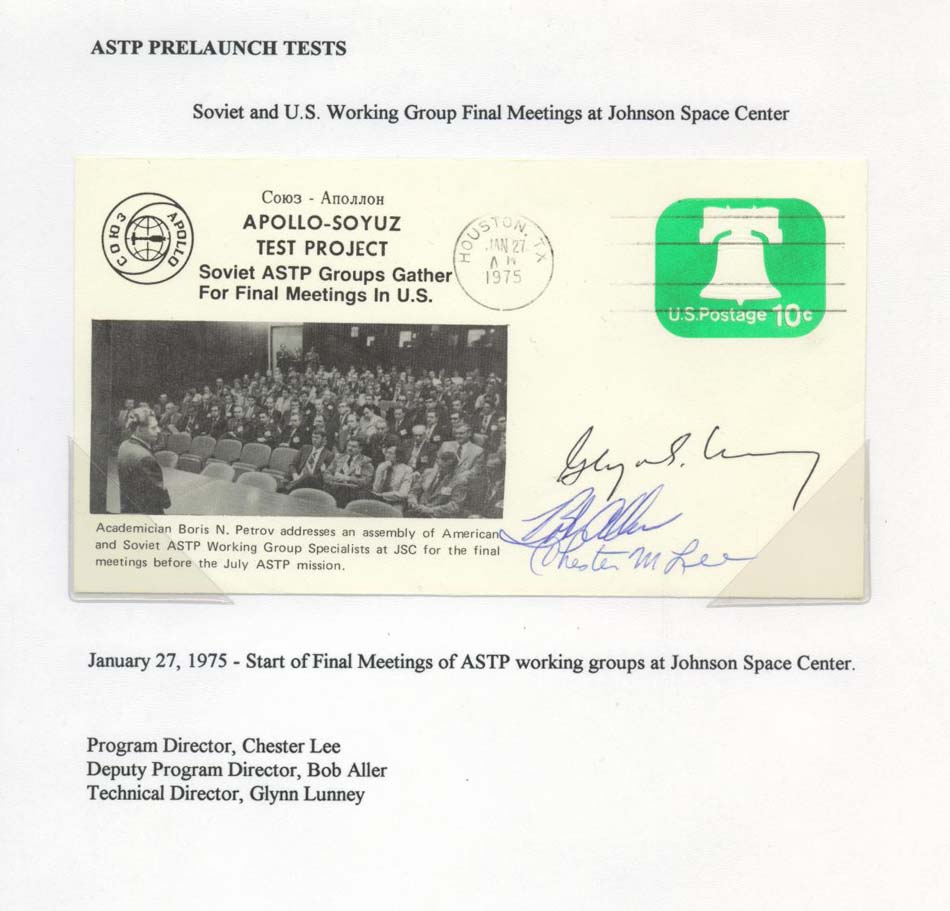 ASTP PRELAUNCH TESTS
Soviet and U.S. Working Group Final Meetings at Johnson Space Center
СОЮЗ APOLLO
Союз - Аполлон
APOLLO-SOYUZ
TEST PROJECT
Soviet ASTP Groups Gather
For Final Meetings In U.S.
HOUSTON, TX
JAN 27
AM
1975
U.S. Postage 10c
Academician Boris N. Petrov addresses an assembly of American
and Soviet ASTP Working Group Specialists at JSC for the final
meetings before the July ASTP mission.
Glynn S. Lunney
Bob Aller
Chester M Lee
January 27, 1975 - Start of Final Meetings of ASTP working groups at Johnson Space Center.
Program Director, Chester Lee
Deputy Program Director, Bob Aller
Technical Director, Glynn Lunney